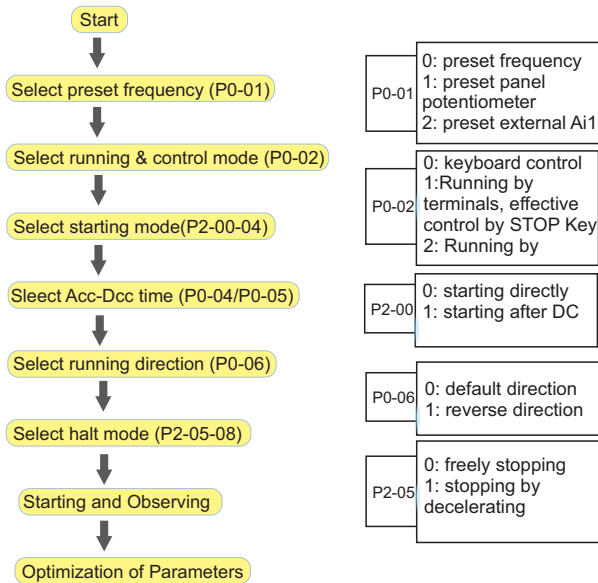 Start
Select preset frequency (P0-01)
Select running & control mode (P0-02)
Select starting mode(P2-00-04)
Sleect Acc-Dcc time (P0-04/P0-05)
Select running direction (P0-06)
Select halt mode (P2-05-08)
Starting and Observing
Optimization of Parameters
P0-01
0: preset frequency
1: preset panel
potentiometer
2: preset external Ai1
P0-02
0: keyboard control
1:Running by
terminals, effective
control by STOP Key
2: Running by
P2-00
0: starting directly
1: starting after DC
P0-06
0: default direction
1: reverse direction
P2-05
0: freely stopping
1: stopping by
decelerating